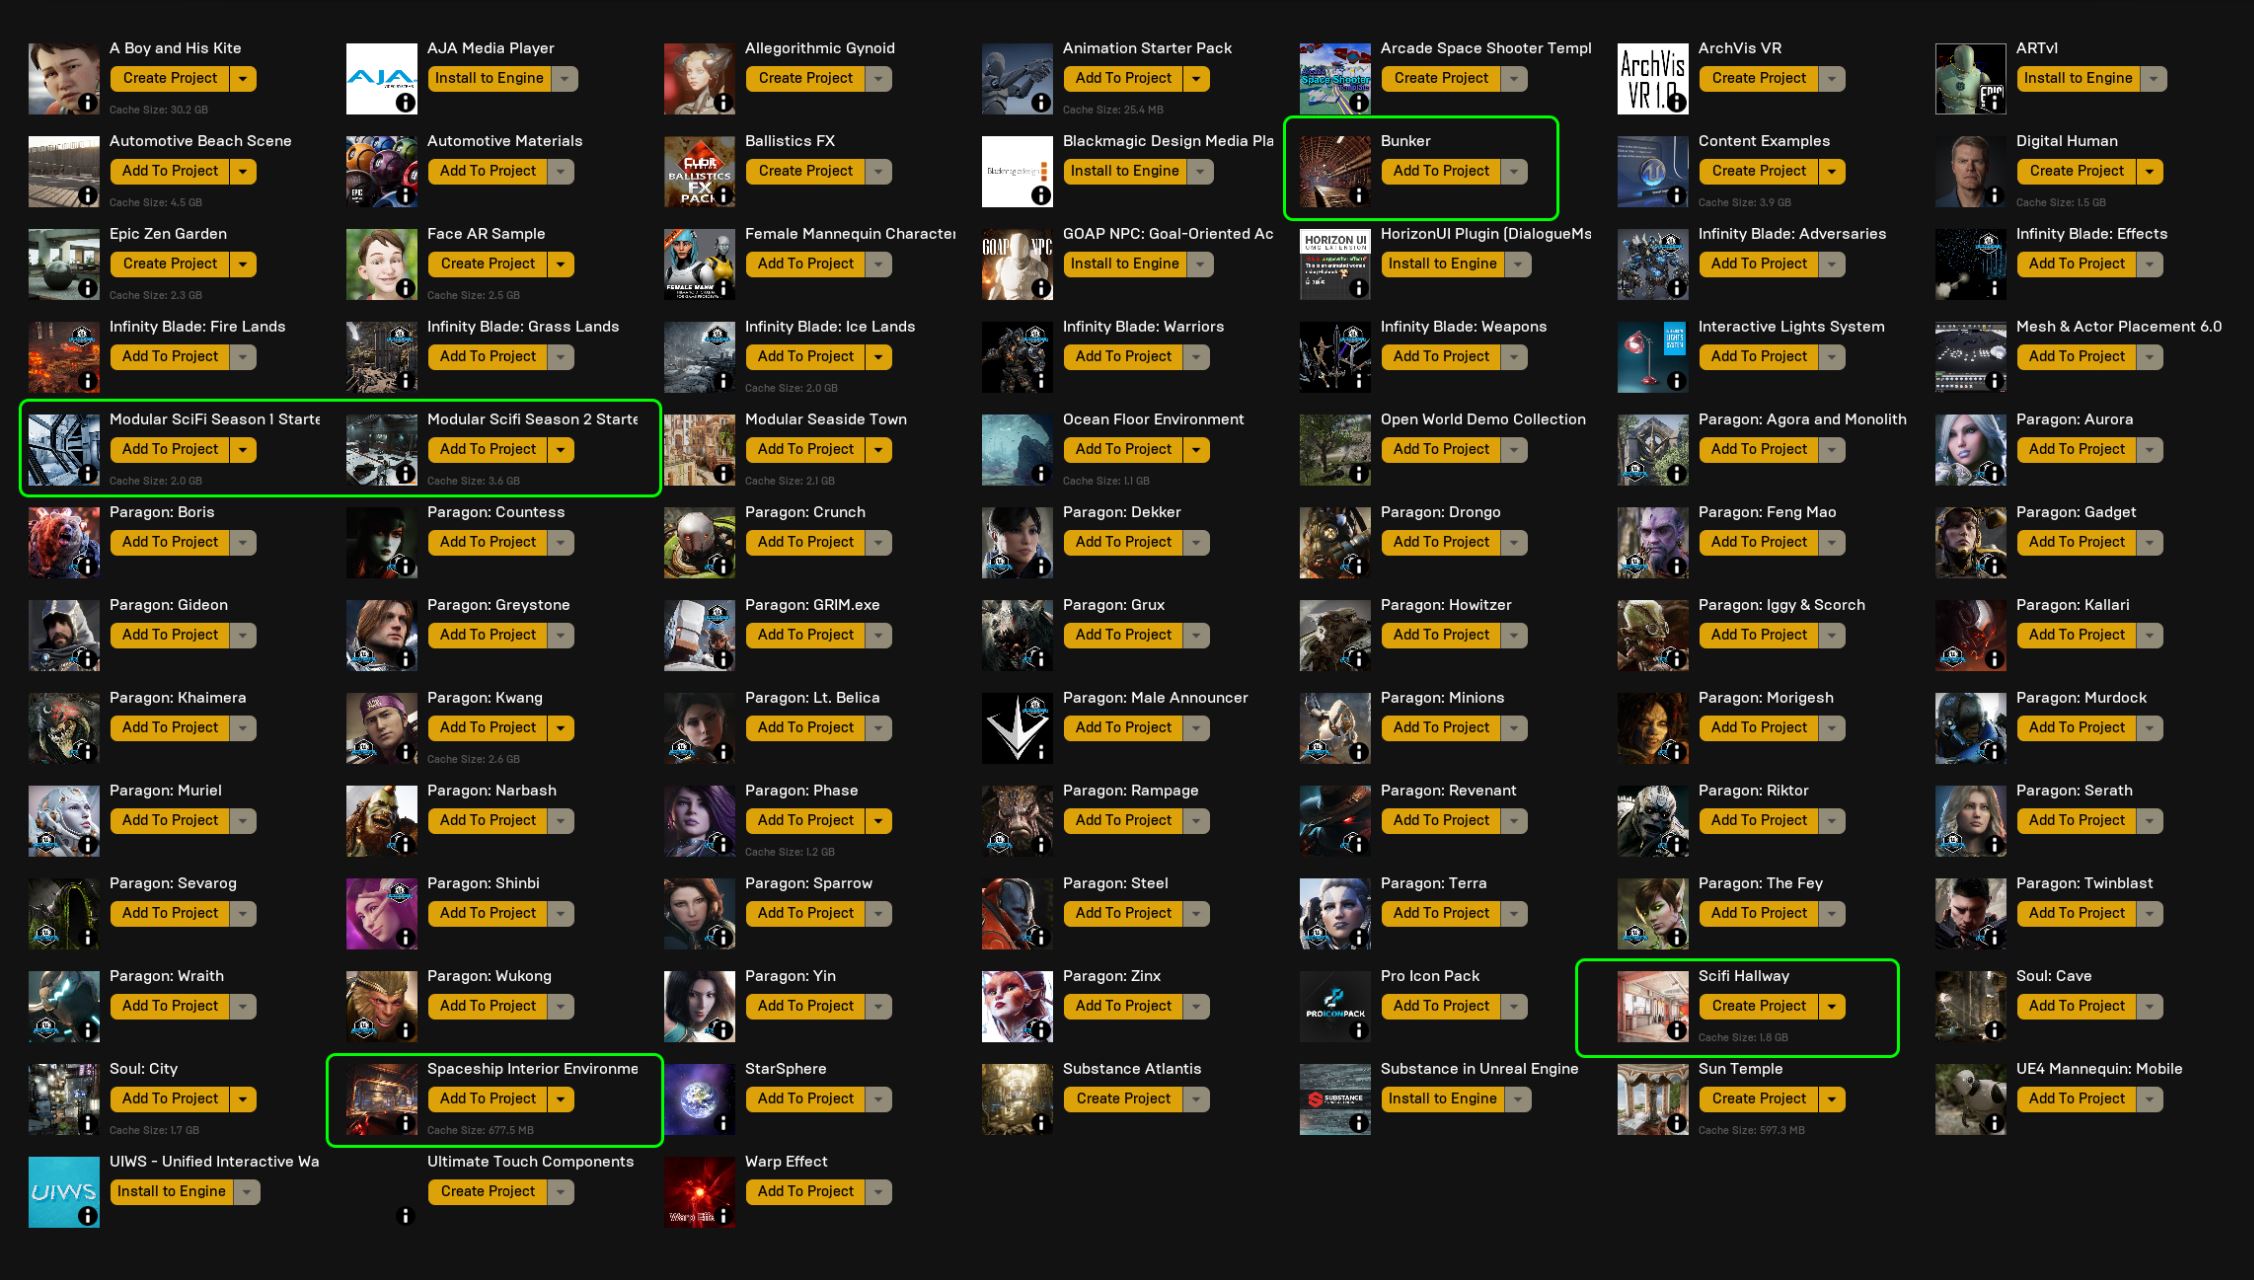 A Boy and His Kite
Create Project
Cache Size: 30.2 GB
AJA Media Player
Install to Engine
Allegorithmic Gynoid
Create Project
Animation Starter Pack
Add To Project
Cache Size: 25.4 MB
Arcade Space Shooter Templ
Create Project
ArchVis VR
Create Project
ARTv1
Install to Engine
AJA
Space Shooter
ArchVis
VR 1.0
EPIC
Automotive Beach Scene
Add To Project
Cache Size: 4.5 GB
Automotive Materials
Add To Project
Ballistics FX
Create Project
Blackmagic Design Media Pla
Install to Engine
Bunker
Add To Project
Content Examples
Create Project
Cache Size: 3.9 GB
Digital Human
Create Project
Cache Size: 1.5 GB
BALLISTICS
FX
PACK
Epic Zen Garden
Create Project
Cache Size: 2.3 GB
Face AR Sample
Create Project
Cache Size: 2.5 GB
Female Mannequin Character
Add To Project
GOAP NPC: Goal-Oriented Ac
Install to Engine
HorizonUI Plugin (DialogueMs
Install to Engine
Infinity Blade: Adversaries
Add To Project
Infinity Blade: Effects
Add To Project
GOAP NPC
HORIZON UI
Infinity Blade: Fire Lands
Add To Project
Infinity Blade: Grass Lands
Add To Project
Infinity Blade: Ice Lands
Add To Project
Cache Size: 2.0 GB
Infinity Blade: Warriors
Add To Project
Infinity Blade: Weapons
Add To Project
Interactive Lights System
Add To Project
Mesh & Actor Placement 6.0
Add To Project
Modular SciFi Season 1 Starte
Add To Project
Cache Size: 2.0 GB
Modular Scifi Season 2 Starte
Add To Project
Cache Size: 3.6 GB
Modular Seaside Town
Add To Project
Cache Size: 2.1 GB
Ocean Floor Environment
Add To Project
Cache Size: 1.1 GB
Open World Demo Collection
Add To Project
Paragon: Agora and Monolith
Add To Project
Paragon: Aurora
Add To Project
Paragon: Boris
Add To Project
Paragon: Countess
Add To Project
Paragon: Crunch
Add To Project
Paragon: Dekker
Add To Project
Paragon: Drongo
Add To Project
Paragon: Feng Mao
Add To Project
Paragon: Gadget
Add To Project
Paragon: Gideon
Add To Project
Paragon: Greystone
Add To Project
Paragon: GRIM.exe
Add To Project
Paragon: Grux
Add To Project
Paragon: Howitzer
Add To Project
Paragon: Iggy & Scorch
Add To Project
Paragon: Kallari
Add To Project
Paragon: Khaimera
Add To Project
Paragon: Kwang
Add To Project
Cache Size: 2.6 GB
Paragon: Lt. Belica
Add To Project
Paragon: Male Announcer
Add To Project
Paragon: Minions
Add To Project
Paragon: Morigesh
Add To Project
Paragon: Murdock
Add To Project
Paragon: Muriel
Add To Project
Paragon: Narbash
Add To Project
Paragon: Phase
Add To Project
Cache Size: 1.2 GB
Paragon: Rampage
Add To Project
Paragon: Revenant
Add To Project
Paragon: Riktor
Add To Project
Paragon: Serath
Add To Project
Paragon: Sevarog
Add To Project
Paragon: Shinbi
Add To Project
Paragon: Sparrow
Add To Project
Paragon: Steel
Add To Project
Paragon: Terra
Add To Project
Paragon: The Fey
Add To Project
Paragon: Twinblast
Add To Project
Paragon: Wraith
Add To Project
Paragon: Wukong
Add To Project
Paragon: Yin
Add To Project
Paragon: Zinx
Add To Project
Pro Icon Pack
Add To Project
PROICONPACK
Scifi Hallway
Create Project
Cache Size: 1.8 GB
Soul: Cave
Add To Project
Soul: City
Add To Project
Cache Size: 1.7 GB
Spaceship Interior Environme
Add To Project
Cache Size: 677.5 MB
StarSphere
Add To Project
Substance Atlantis
Create Project
Substance in Unreal Engine
Install to Engine
SUBSTANCE
Sun Temple
Create Project
Cache Size: 597.3 MB
UE4 Mannequin: Mobile
Add To Project
UIWS - Unified Interactive Wa
Install to Engine
UIWS
Ultimate Touch Components
Create Project
Warp Effect
Add To Project